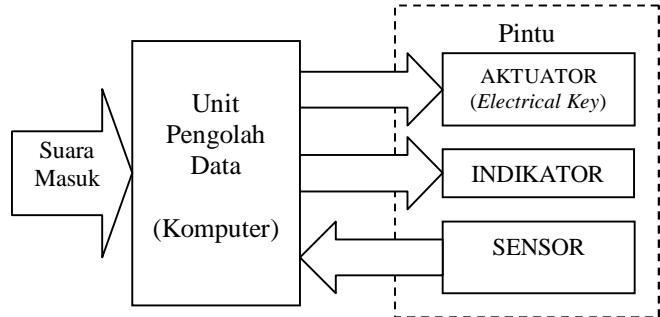 Suara
Masuk
Unit
Pengolah
Data
(Komputer)
Pintu
AKTUATOR
(Electrical Key)
INDIKATOR
SENSOR